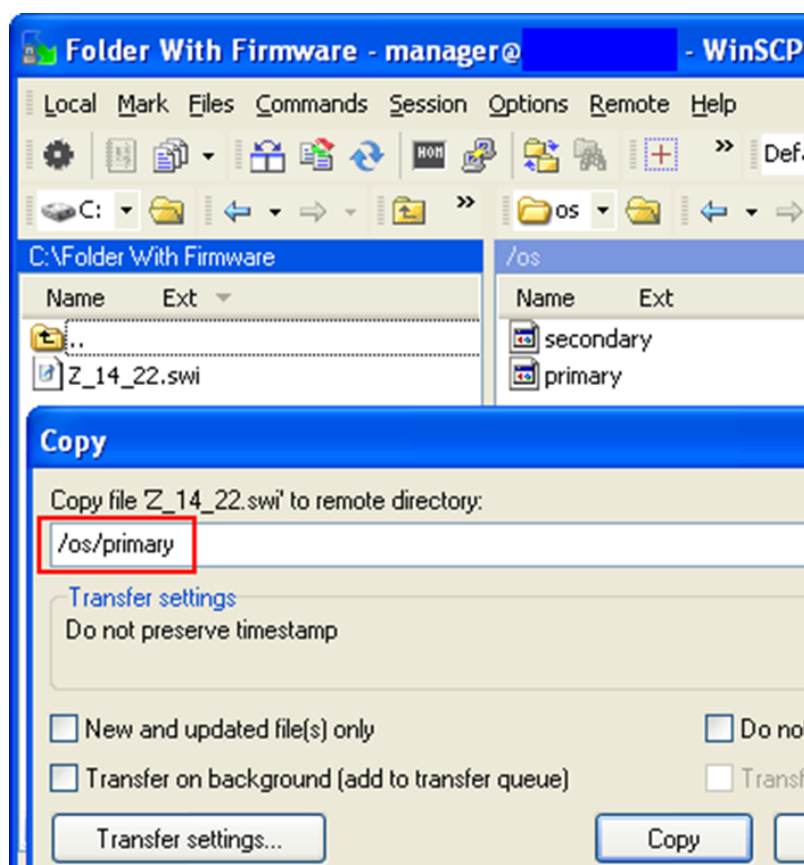 Folder With Firmware - manager@ - WinSCP
Local Mark Files Commands Session Options Remote Help
» Defa
C: » os
C:\Folder With Firmware /os
Name Ext Name Ext
.. secondary
Z_14_22.swi primary
Copy
Copy file 'Z_14_22.swi' to remote directory:
/os/primary
Transfer settings
Do not preserve timestamp
New and updated file(s) only Do no
Transfer on background (add to transfer queue) Transf
Transfer settings... Copy